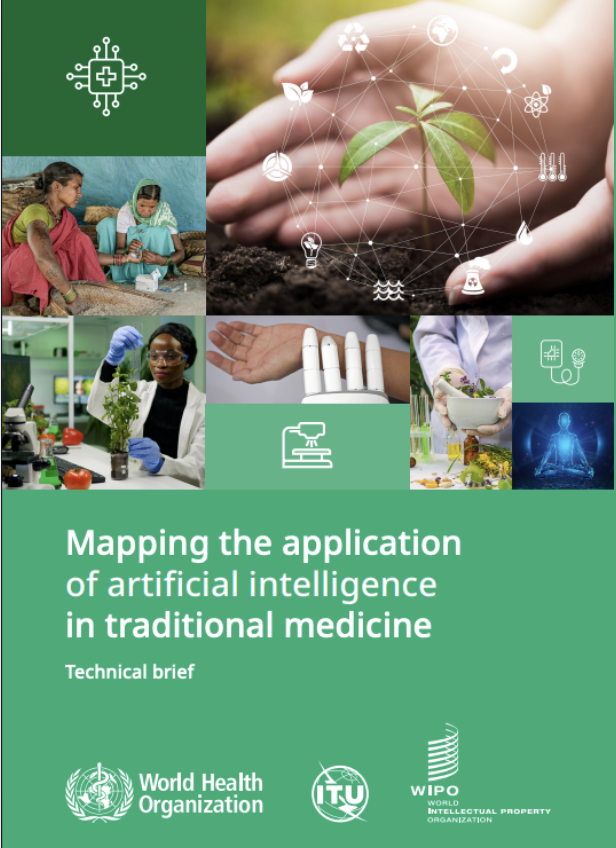 Mapping the application
of artificial intelligence
in traditional medicine
Technical brief
World Health
Organization
ITU
WIPO
WORLD
INTELLECTUAL PROPERTY
ORGANIZATION